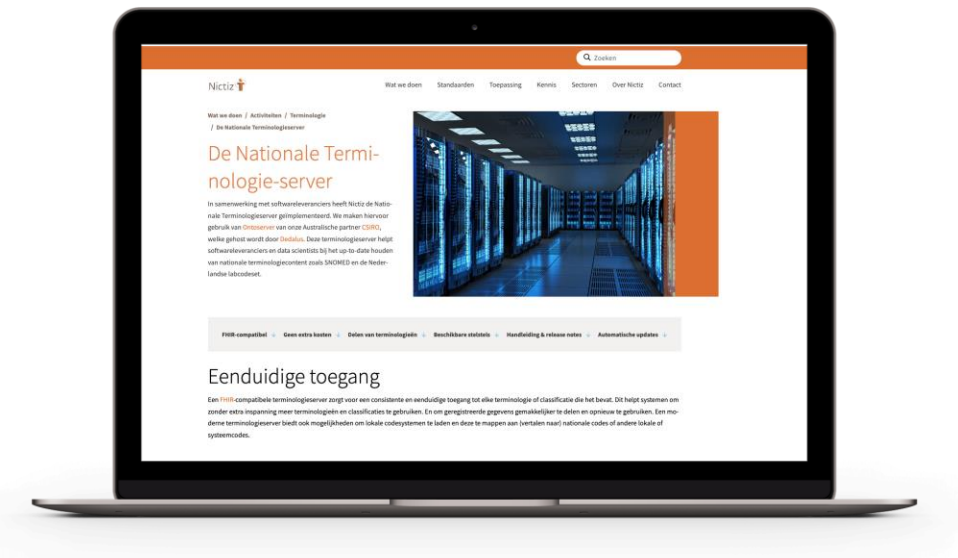 Zoeken
Nictiz
Wat we doen Standaarden Toepassing Kennis Sectoren Over Nictiz Contact
Wat we doen / Activiteiten / Terminologie
/ De Nationale Terminologieserver
De Nationale Termi-
nologie-server
In samenwerking met softwareleveranciers heeft Nictiz de Natio-
nale Terminologieserver geïmplementeerd. We maken hiervoor
gebruik van Ontoserver van onze Australische partner CSIRO,
welke gehost wordt door Dedalus. Deze terminologieserver helpt
softwareleveranciers en data scientists bij het up-to-date houden
van nationale terminologiecontent zoals SNOMED en de Neder-
landse labcodeset.
FHIR-compatibel Geen extra kosten Delen van terminologieën Beschikbare stelstels Handleiding & release notes Automatische updates
Eenduidige toegang
Een FHIR-compatibele terminologieserver zorgt voor een consistente en eenduidige toegang tot elke terminologie of classificatie die het bevat. Dit helpt systemen om
zonder extra inspanning meer terminologieën en classificaties te gebruiken. En om geregistreerde gegevens gemakkelijker te delen en opnieuw te gebruiken. Een mo-
derne terminologieserver biedt ook mogelijkheden om lokale codesystemen te laden en deze te mappen aan (vertalen naar) nationale codes of andere lokale of
systeemcodes.